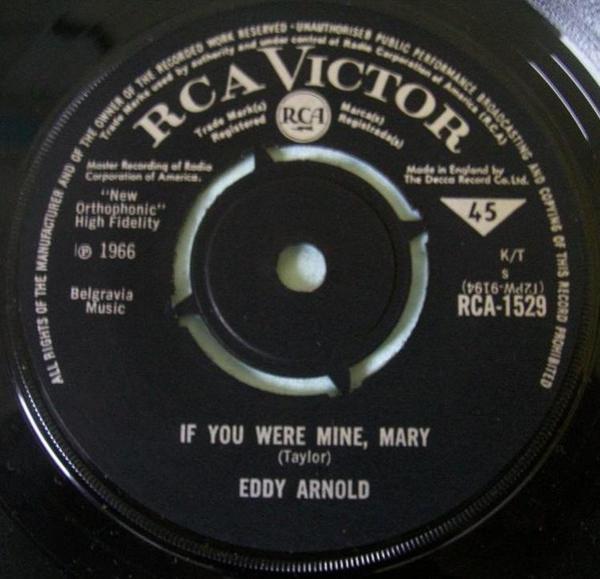 ALL RIGHTS OF THE MANUFACTURER AND OF THE OWNER OF THE RECORDED WORK RESERVED · UNAUTHORISED PUBLIC PERFORMANCE BROADCASTING AND COPYING OF THIS RECORD PROHIBITED
Trade Marks used by authority and under control of Radio Corporation of America (R.C.A)
RCA VICTOR
Trade Mark(s)
Registered
RCA
Marca(s)
Registrada(s)
Master Recording of Radio
Corporation of America.
Made in England by
The Decca Record Co. Ltd.
"New
Orthophonic"
High Fidelity
℗ 1966
Belgravia
Music
45
K/T
s
(T2PW-9194)
RCA-1529
IF YOU WERE MINE, MARY
(Taylor)
EDDY ARNOLD